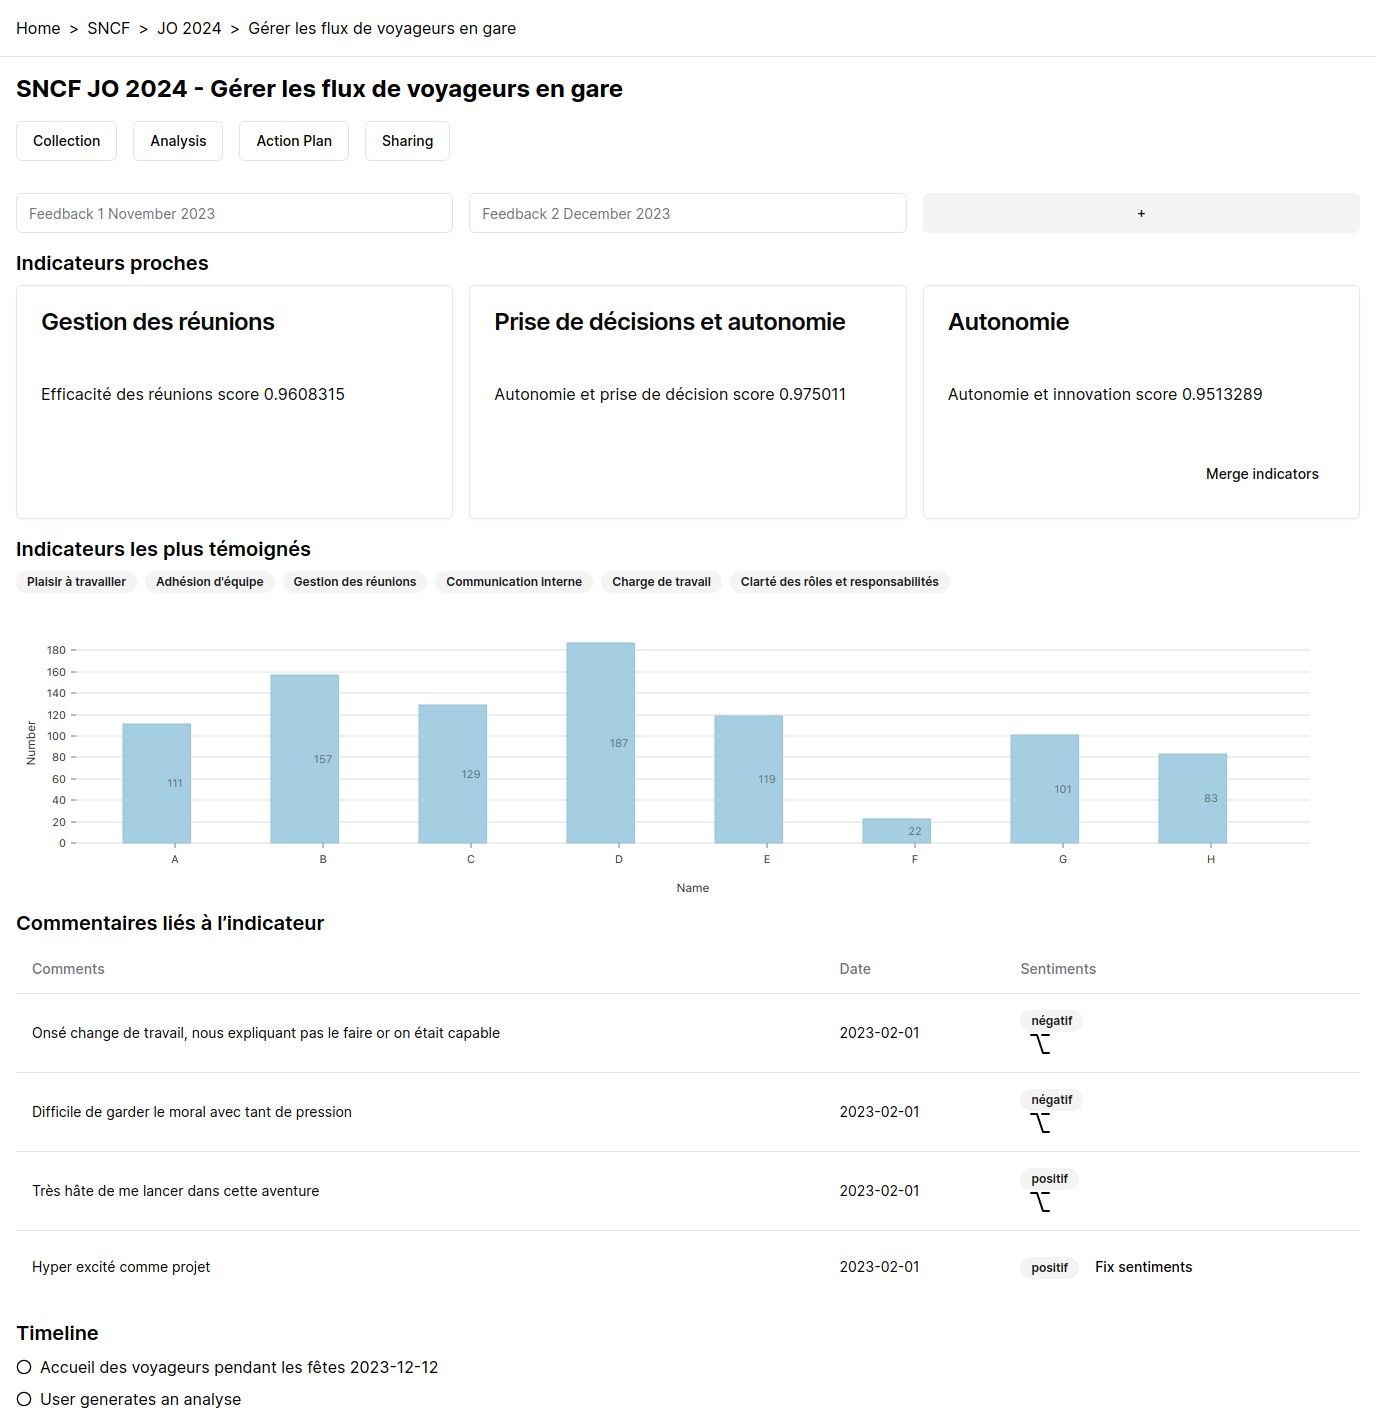 Home > SNCF > JO 2024 > Gérer les flux de voyageurs en gare
SNCF JO 2024 - Gérer les flux de voyageurs en gare
Collection Analysis Action Plan Sharing
Feedback 1 November 2023 Feedback 2 December 2023 +
Indicateurs proches
Gestion des réunions
Efficacité des réunions score 0.9608315
Prise de décisions et autonomie
Autonomie et prise de décision score 0.975011
Autonomie
Autonomie et innovation score 0.9513289
Merge indicators
Indicateurs les plus témoignés
Plaisir à travailler Adhésion d'équipe Gestion des réunions Communication interne Charge de travail Clarté des rôles et responsabilités
Number
180
160
140
120
100
80
60
40
20
0
111 157 129 187 119 22 101 83
A B C D E F G H
Name
Commentaires liés à l’indicateur
Comments Date Sentiments
Onsé change de travail, nous expliquant pas le faire or on était capable 2023-02-01 négatif
Difficile de garder le moral avec tant de pression 2023-02-01 négatif
Très hâte de me lancer dans cette aventure 2023-02-01 positif
Hyper excité comme projet 2023-02-01 positif Fix sentiments
Timeline
Accueil des voyageurs pendant les fêtes 2023-12-12
User generates an analyse